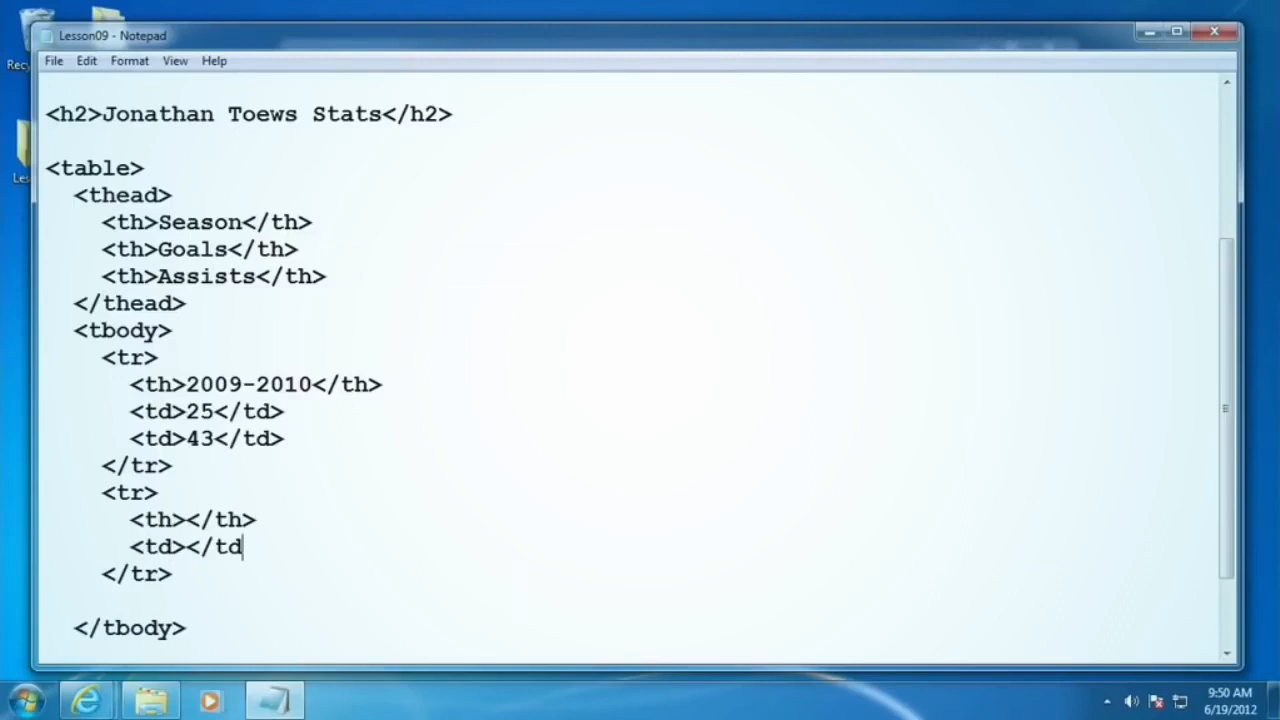 Lesson09 - Notepad
File Edit Format View Help
<h2>Jonathan Toews Stats</h2>
<table>
<thead>
<th>Season</th>
<th>Goals</th>
<th>Assists</th>
</thead>
<tbody>
<tr>
<th>2009-2010</th>
<td>25</td>
<td>43</td>
</tr>
<tr>
<th></th>
<td></td
</tr>
</tbody>
Recy
Les
9:50 AM
6/19/2012